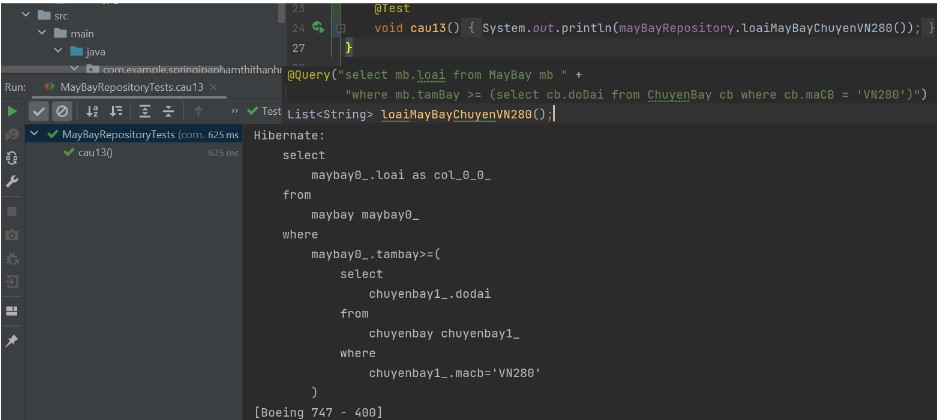 src
main
java
com.example.springjpaphamthithanhn
23 @Test
24 void cau13() { System.out.println(mayBayRepository.loaiMayBayChuyenVN280()); }
27 }
@Query("select mb.loai from MayBay mb " +
"where mb.tamBay >= (select cb.doDai from ChuyenBay cb where cb.maCB = 'VN280')")
List<String> loaiMayBayChuyenVN280();
Run: MayBayRepositoryTests.cau13 ×
» Test
MayBayRepositoryTests (com. 625 ms
cau13() 625 ms
Hibernate:
select
maybay0_.loai as col_0_0_
from
maybay maybay0_
where
maybay0_.tambay>=(
select
chuyenbay1_.dodai
from
chuyenbay chuyenbay1_
where
chuyenbay1_.macb='VN280'
)
[Boeing 747 - 400]